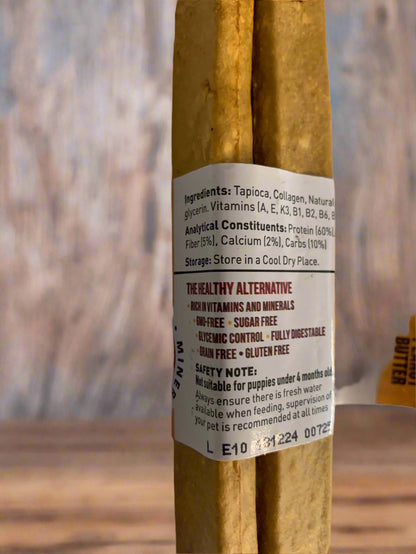 Ingredients: Tapioca, Collagen, Natural
glycerin. Vitamins (A, E, K3, B1, B2, B6, B
Analytical Constituents: Protein (60%),
Fiber (5%), Calcium (2%), Carbs (10%)
Storage: Store in a Cool Dry Place.
THE HEALTHY ALTERNATIVE
• RICH IN VITAMINS AND MINERALS
• GMO-FREE • SUGAR FREE
• GLYCEMIC CONTROL • FULLY DIGESTABLE
• GRAIN FREE • GLUTEN FREE
SAFETY NOTE:
Not suitable for puppies under 4 months old.
Always ensure there is fresh water
available when feeding, supervision of
your pet is recommended at all times
L E10 131224 00725
MINER
BUTTER